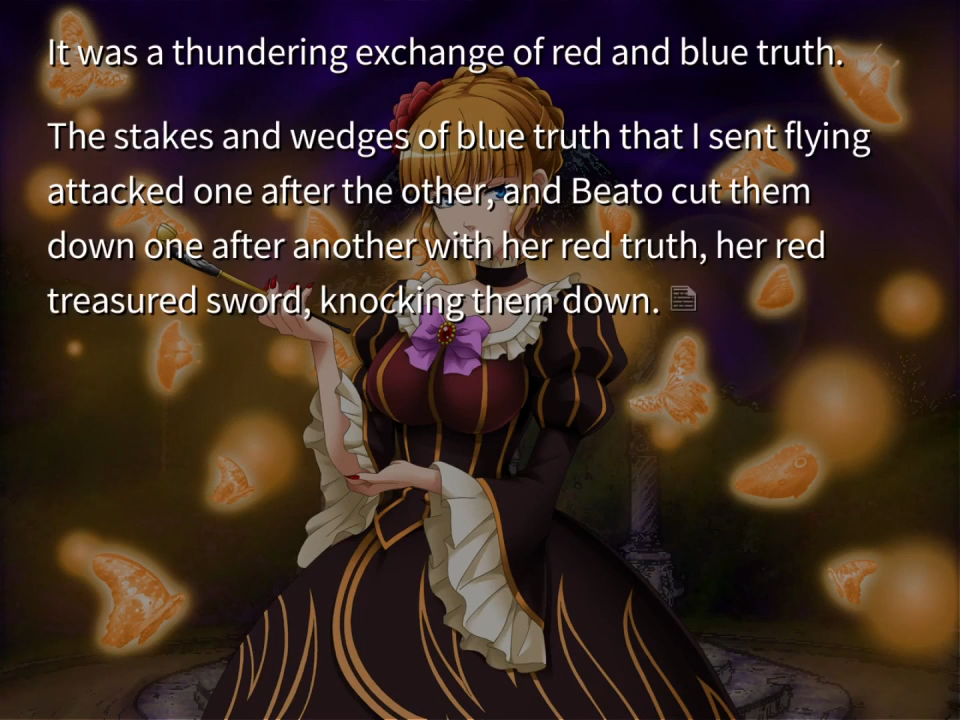 It was a thundering exchange of red and blue truth.
The stakes and wedges of blue truth that I sent flying
attacked one after the other, and Beato cut them
down one after another with her red truth, her red
treasured sword, knocking them down.